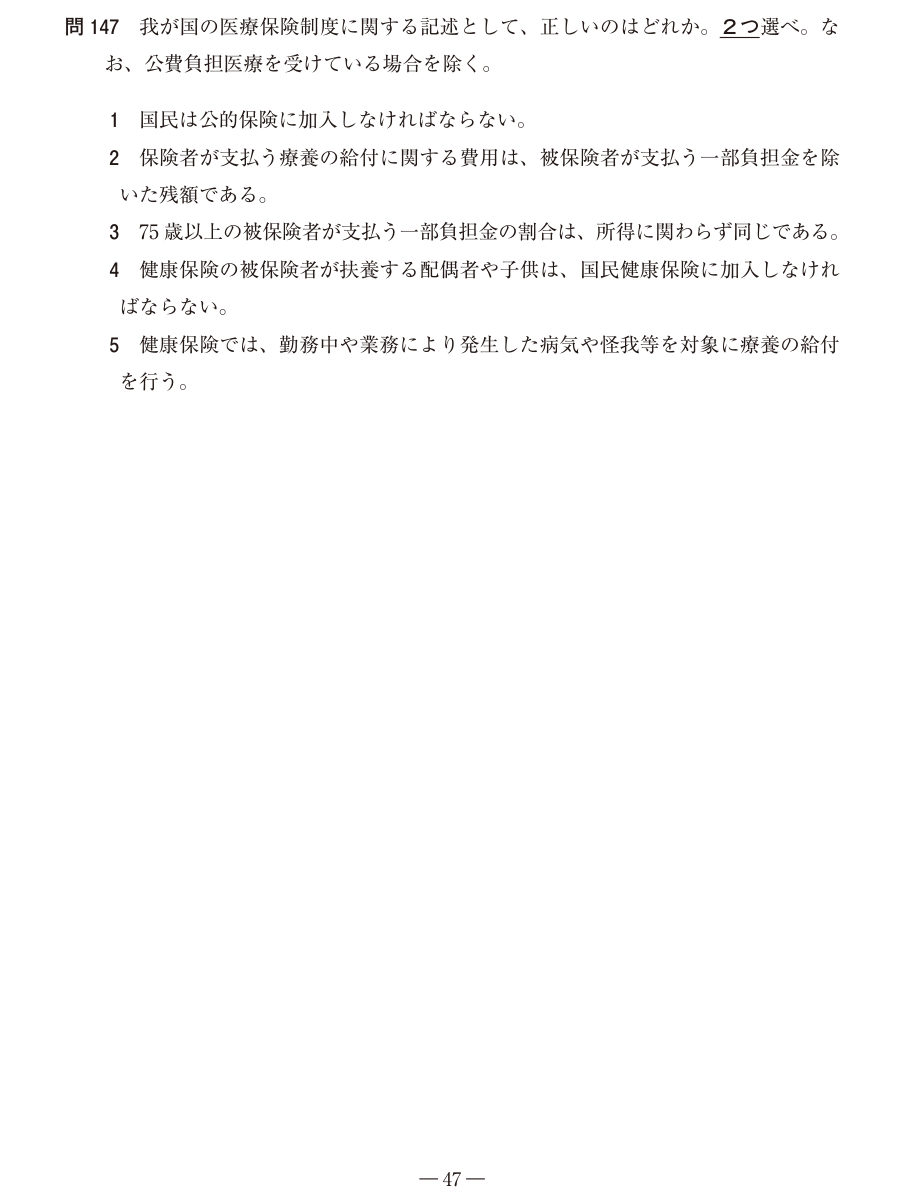 問 147 我が国の医療保険制度に関する記述として、正しいのはどれか。２つ選べ。な
お、公費負担医療を受けている場合を除く。
1 国民は公的保険に加入しなければならない。
2 保険者が支払う療養の給付に関する費用は、被保険者が支払う一部負担金を除
いた残額である。
3 75 歳以上の被保険者が支払う一部負担金の割合は、所得に関わらず同じである。
4 健康保険の被保険者が扶養する配偶者や子供は、国民健康保険に加入しなけれ
ばならない。
5 健康保険では、勤務中や業務により発生した病気や怪我等を対象に療養の給付
を行う。
— 47 —